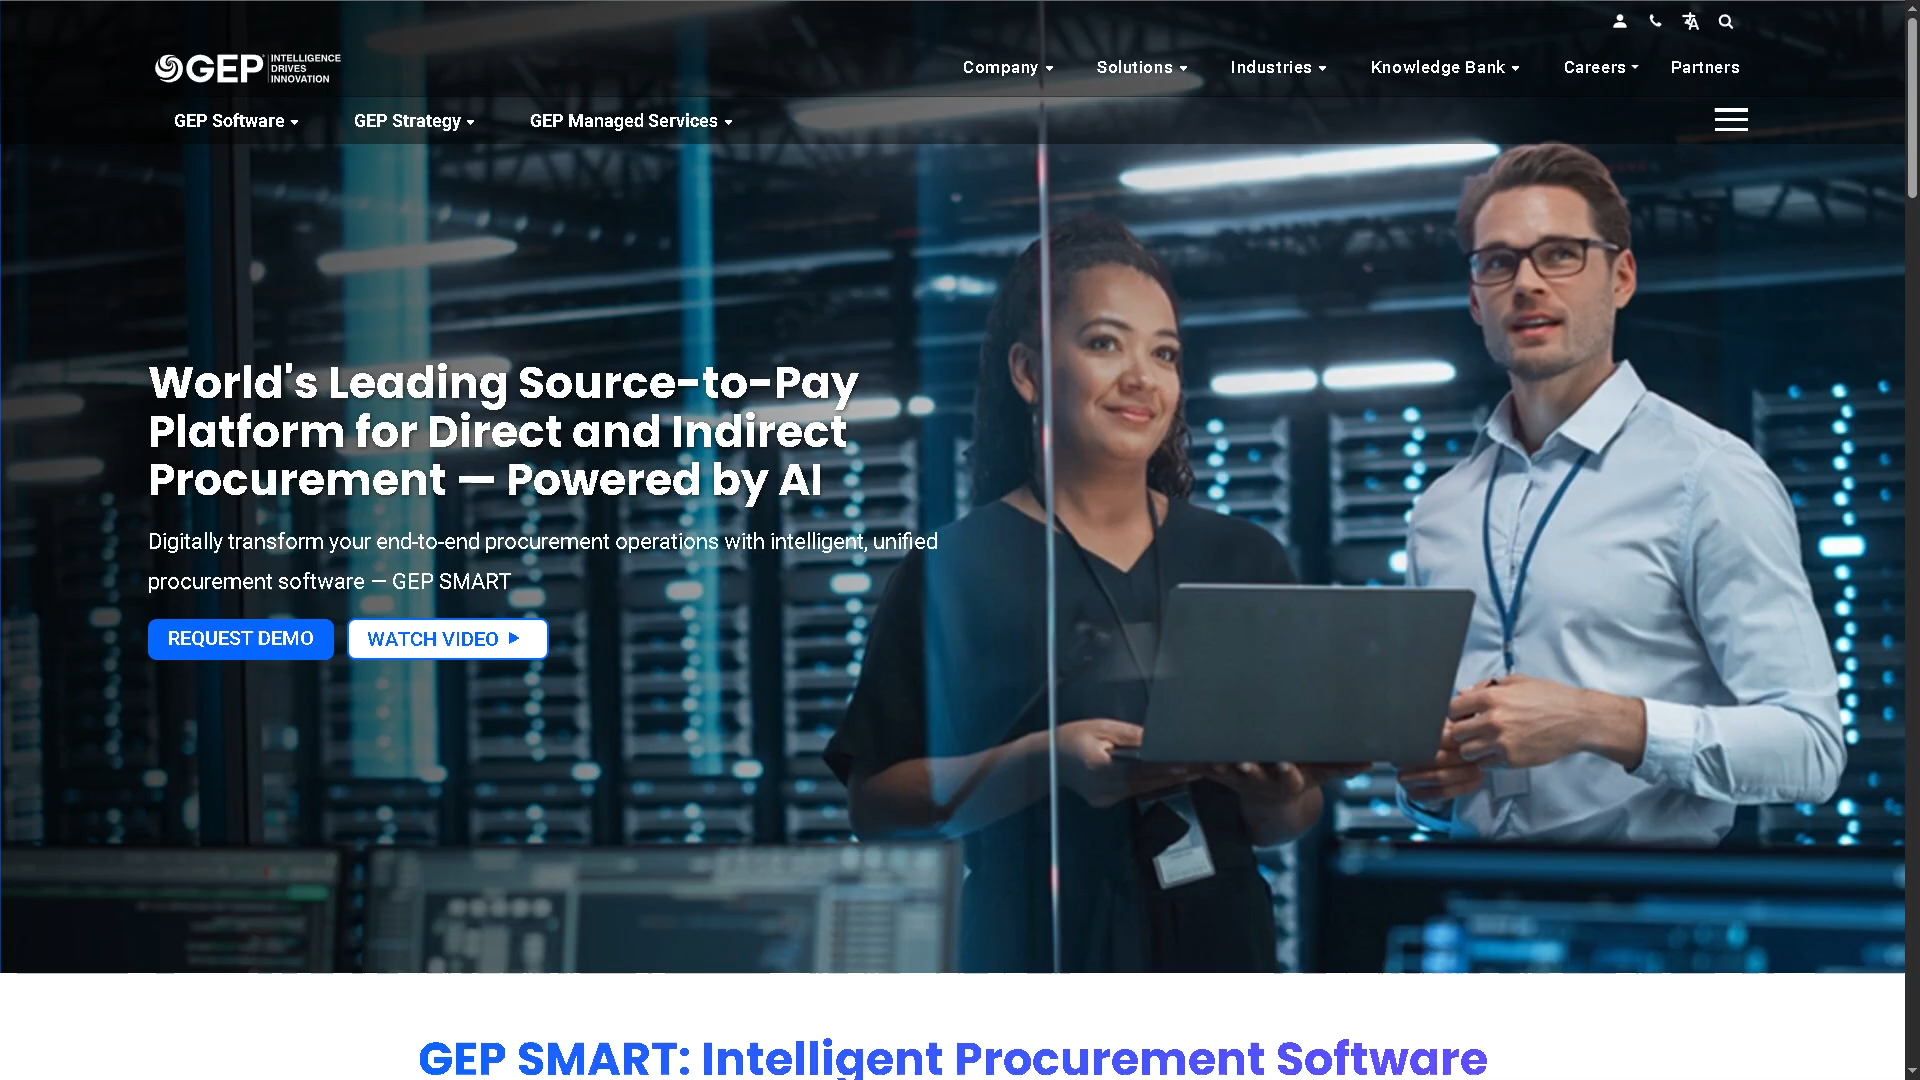 GEP
INTELLIGENCE
DRIVES
INNOVATION
Company
Solutions
Industries
Knowledge Bank
Careers
Partners
GEP Software
GEP Strategy
GEP Managed Services
World's Leading Source-to-Pay
Platform for Direct and Indirect
Procurement — Powered by AI
Digitally transform your end-to-end procurement operations with intelligent, unified
procurement software — GEP SMART
REQUEST DEMO
WATCH VIDEO
GEP SMART: Intelligent Procurement Software